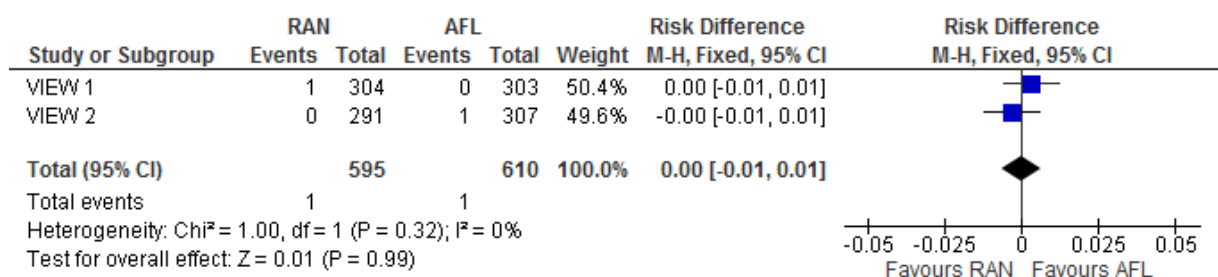 RAN AFL Risk Difference Risk Difference
Study or Subgroup Events Total Events Total Weight M-H, Fixed, 95% CI M-H, Fixed, 95% CI
VIEW 1 1 304 0 303 50.4% 0.00 [-0.01, 0.01]
VIEW 2 0 291 1 307 49.6% -0.00 [-0.01, 0.01]
Total (95% CI) 595 610 100.0% 0.00 [-0.01, 0.01]
Total events 1 1
Heterogeneity: Chi² = 1.00, df = 1 (P = 0.32); I² = 0%
Test for overall effect: Z = 0.01 (P = 0.99)
-0.05 -0.025 0 0.025 0.05
Favours RAN Favours AFL